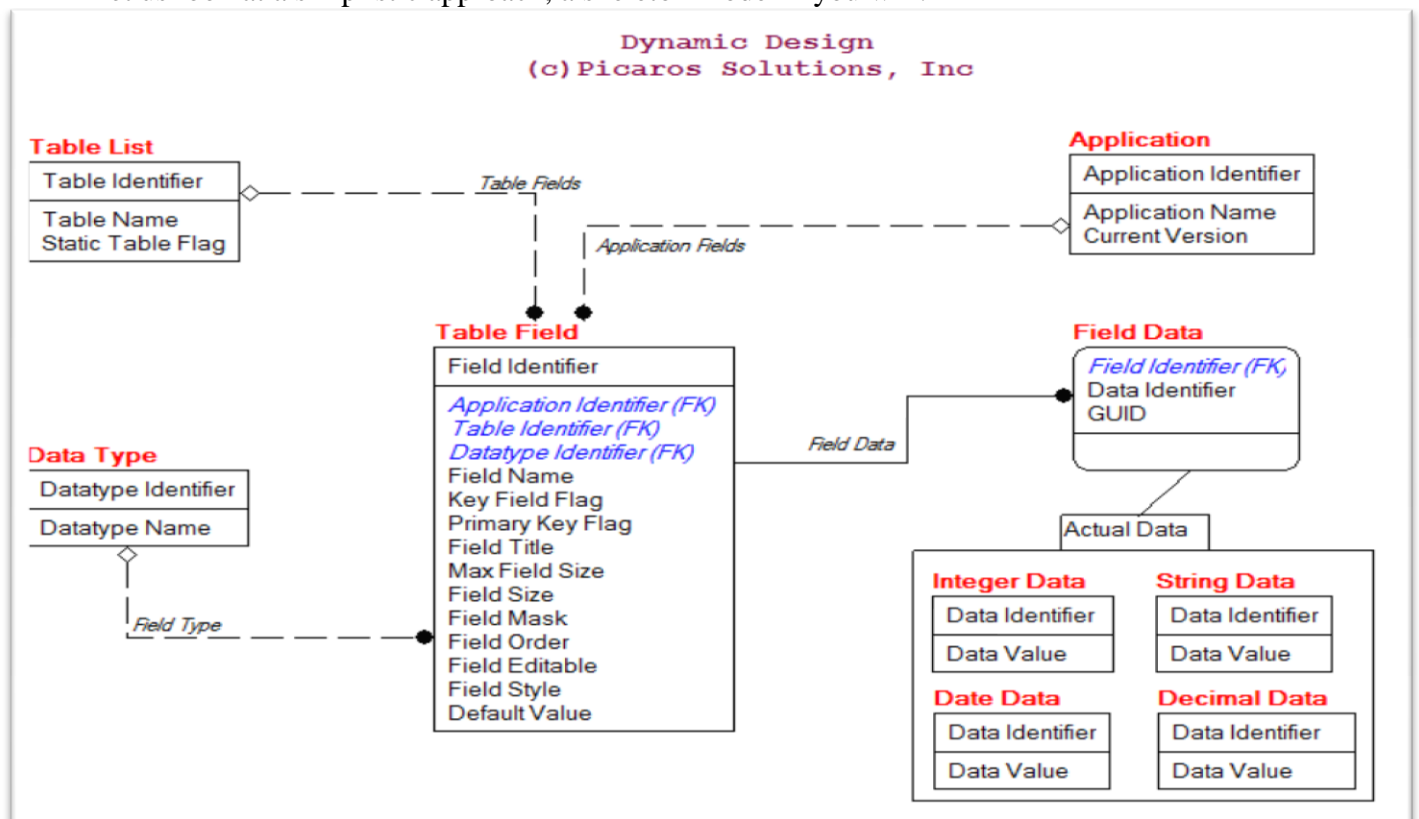 Dynamic Design
(c)Picaros Solutions, Inc
Table List
Table Identifier
Table Name
Static Table Flag
Table Fields
Application
Application Identifier
Application Name
Current Version
Application Fields
Table Field
Field Identifier
Application Identifier (FK)
Table Identifier (FK)
Datatype Identifier (FK)
Field Name
Key Field Flag
Primary Key Flag
Field Title
Max Field Size
Field Size
Field Mask
Field Order
Field Editable
Field Style
Default Value
Data Type
Datatype Identifier
Datatype Name
Field Type
Field Data
Field Data
Field Identifier (FK)
Data Identifier
GUID
Actual Data
Integer Data
Data Identifier
Data Value
String Data
Data Identifier
Data Value
Date Data
Data Identifier
Data Value
Decimal Data
Data Identifier
Data Value